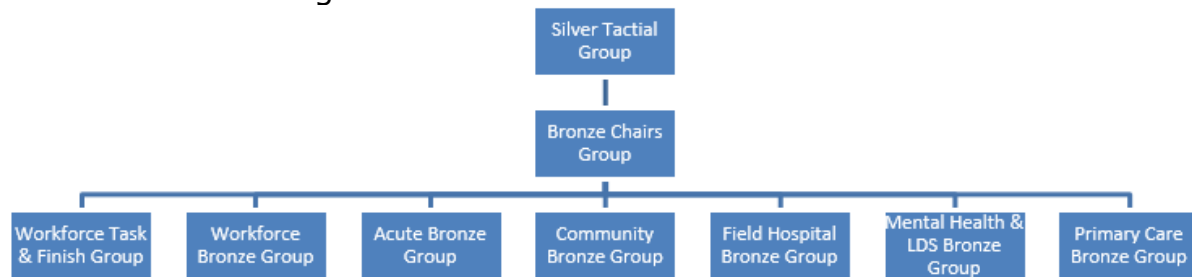 Silver Tactial
Group
Bronze Chairs
Group
Workforce Task
& Finish Group
Workforce
Bronze Group
Acute Bronze
Group
Community
Bronze Group
Field Hospital
Bronze Group
Mental Health &
LDS Bronze
Group
Primary Care
Bronze Group